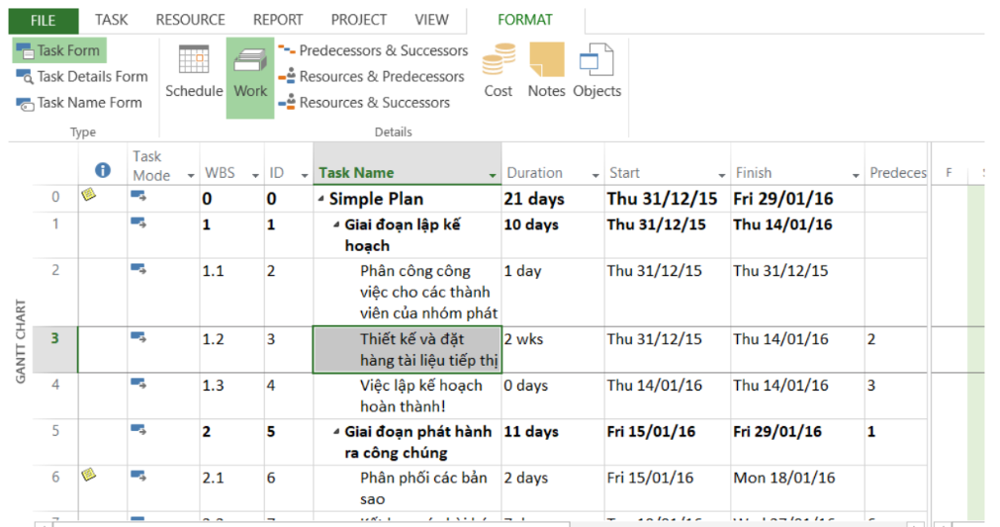 FILE TASK RESOURCE REPORT PROJECT VIEW FORMAT
Task Form
Task Details Form
Task Name Form
Type
Schedule
Work
Predecessors & Successors
Resources & Predecessors
Resources & Successors
Details
Cost Notes Objects
Task
Mode WBS ID Task Name Duration Start Finish Predeces F
0 0 0 Simple Plan 21 days Thu 31/12/15 Fri 29/01/16
1 1 1 Giai đoạn lập kế 10 days Thu 31/12/15 Thu 14/01/16
hoạch
2 1.1 2 Phân công công 1 day Thu 31/12/15 Thu 31/12/15
việc cho các thành
viên của nhóm phát
3 1.2 3 Thiết kế và đặt 2 wks Thu 31/12/15 Thu 14/01/16 2
hàng tài liệu tiếp thị
4 1.3 4 Việc lập kế hoạch 0 days Thu 14/01/16 Thu 14/01/16 3
hoàn thành!
5 2 5 Giai đoạn phát hành 11 days Fri 15/01/16 Fri 29/01/16 1
ra công chúng
6 2.1 6 Phân phối các bản 2 days Fri 15/01/16 Mon 18/01/16
sao
GANTT CHART